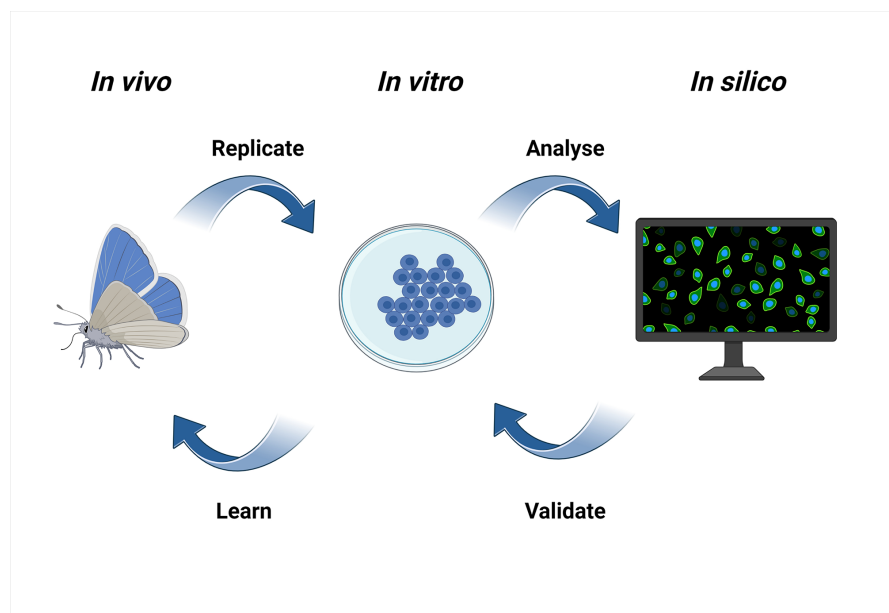 In vivo
In vitro
In silico
Replicate
Analyse
Learn
Validate